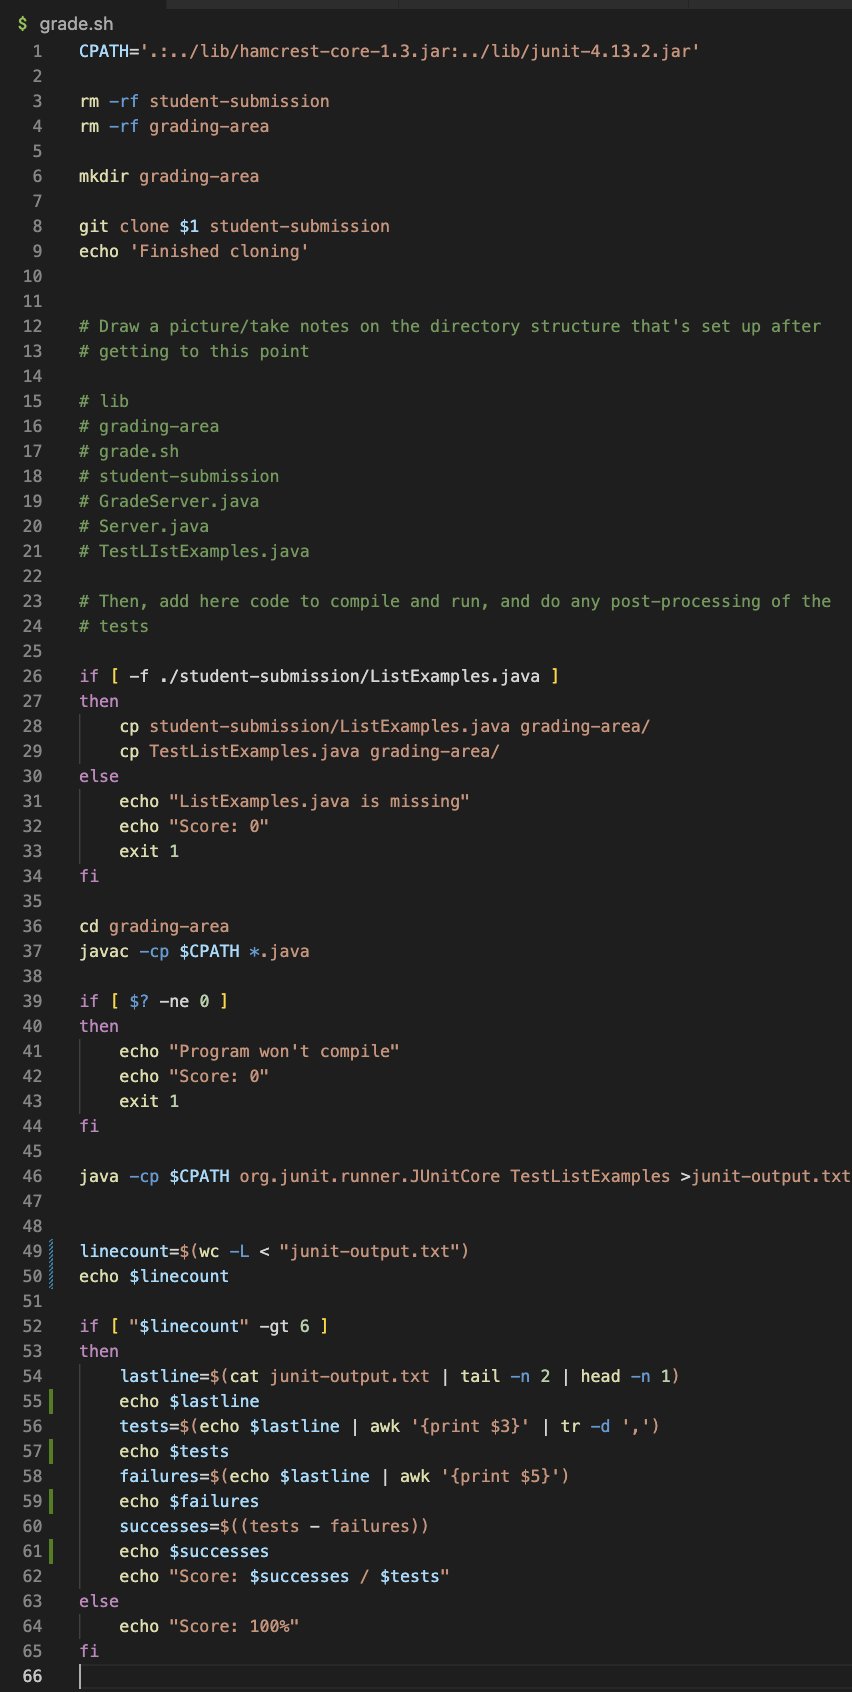 $ grade.sh
1 CPATH='.:../lib/hamcrest-core-1.3.jar:../lib/junit-4.13.2.jar'
2
3 rm -rf student-submission
4 rm -rf grading-area
5
6 mkdir grading-area
7
8 git clone $1 student-submission
9 echo 'Finished cloning'
10
11
12 # Draw a picture/take notes on the directory structure that's set up after
13 # getting to this point
14
15 # lib
16 # grading-area
17 # grade.sh
18 # student-submission
19 # GradeServer.java
20 # Server.java
21 # TestLIstExamples.java
22
23 # Then, add here code to compile and run, and do any post-processing of the
24 # tests
25
26 if [ -f ./student-submission/ListExamples.java ]
27 then
28     cp student-submission/ListExamples.java grading-area/
29     cp TestListExamples.java grading-area/
30 else
31     echo "ListExamples.java is missing"
32     echo "Score: 0"
33     exit 1
34 fi
35
36 cd grading-area
37 javac -cp $CPATH *.java
38
39 if [ $? -ne 0 ]
40 then
41     echo "Program won't compile"
42     echo "Score: 0"
43     exit 1
44 fi
45
46 java -cp $CPATH org.junit.runner.JUnitCore TestListExamples >junit-output.txt
47
48
49 linecount=$(wc -L < "junit-output.txt")
50 echo $linecount
51
52 if [ "$linecount" -gt 6 ]
53 then
54     lastline=$(cat junit-output.txt | tail -n 2 | head -n 1)
55     echo $lastline
56     tests=$(echo $lastline | awk '{print $3}' | tr -d ',')
57     echo $tests
58     failures=$(echo $lastline | awk '{print $5}')
59     echo $failures
60     successes=$((tests - failures))
61     echo $successes
62     echo "Score: $successes / $tests"
63 else
64     echo "Score: 100%"
65 fi
66